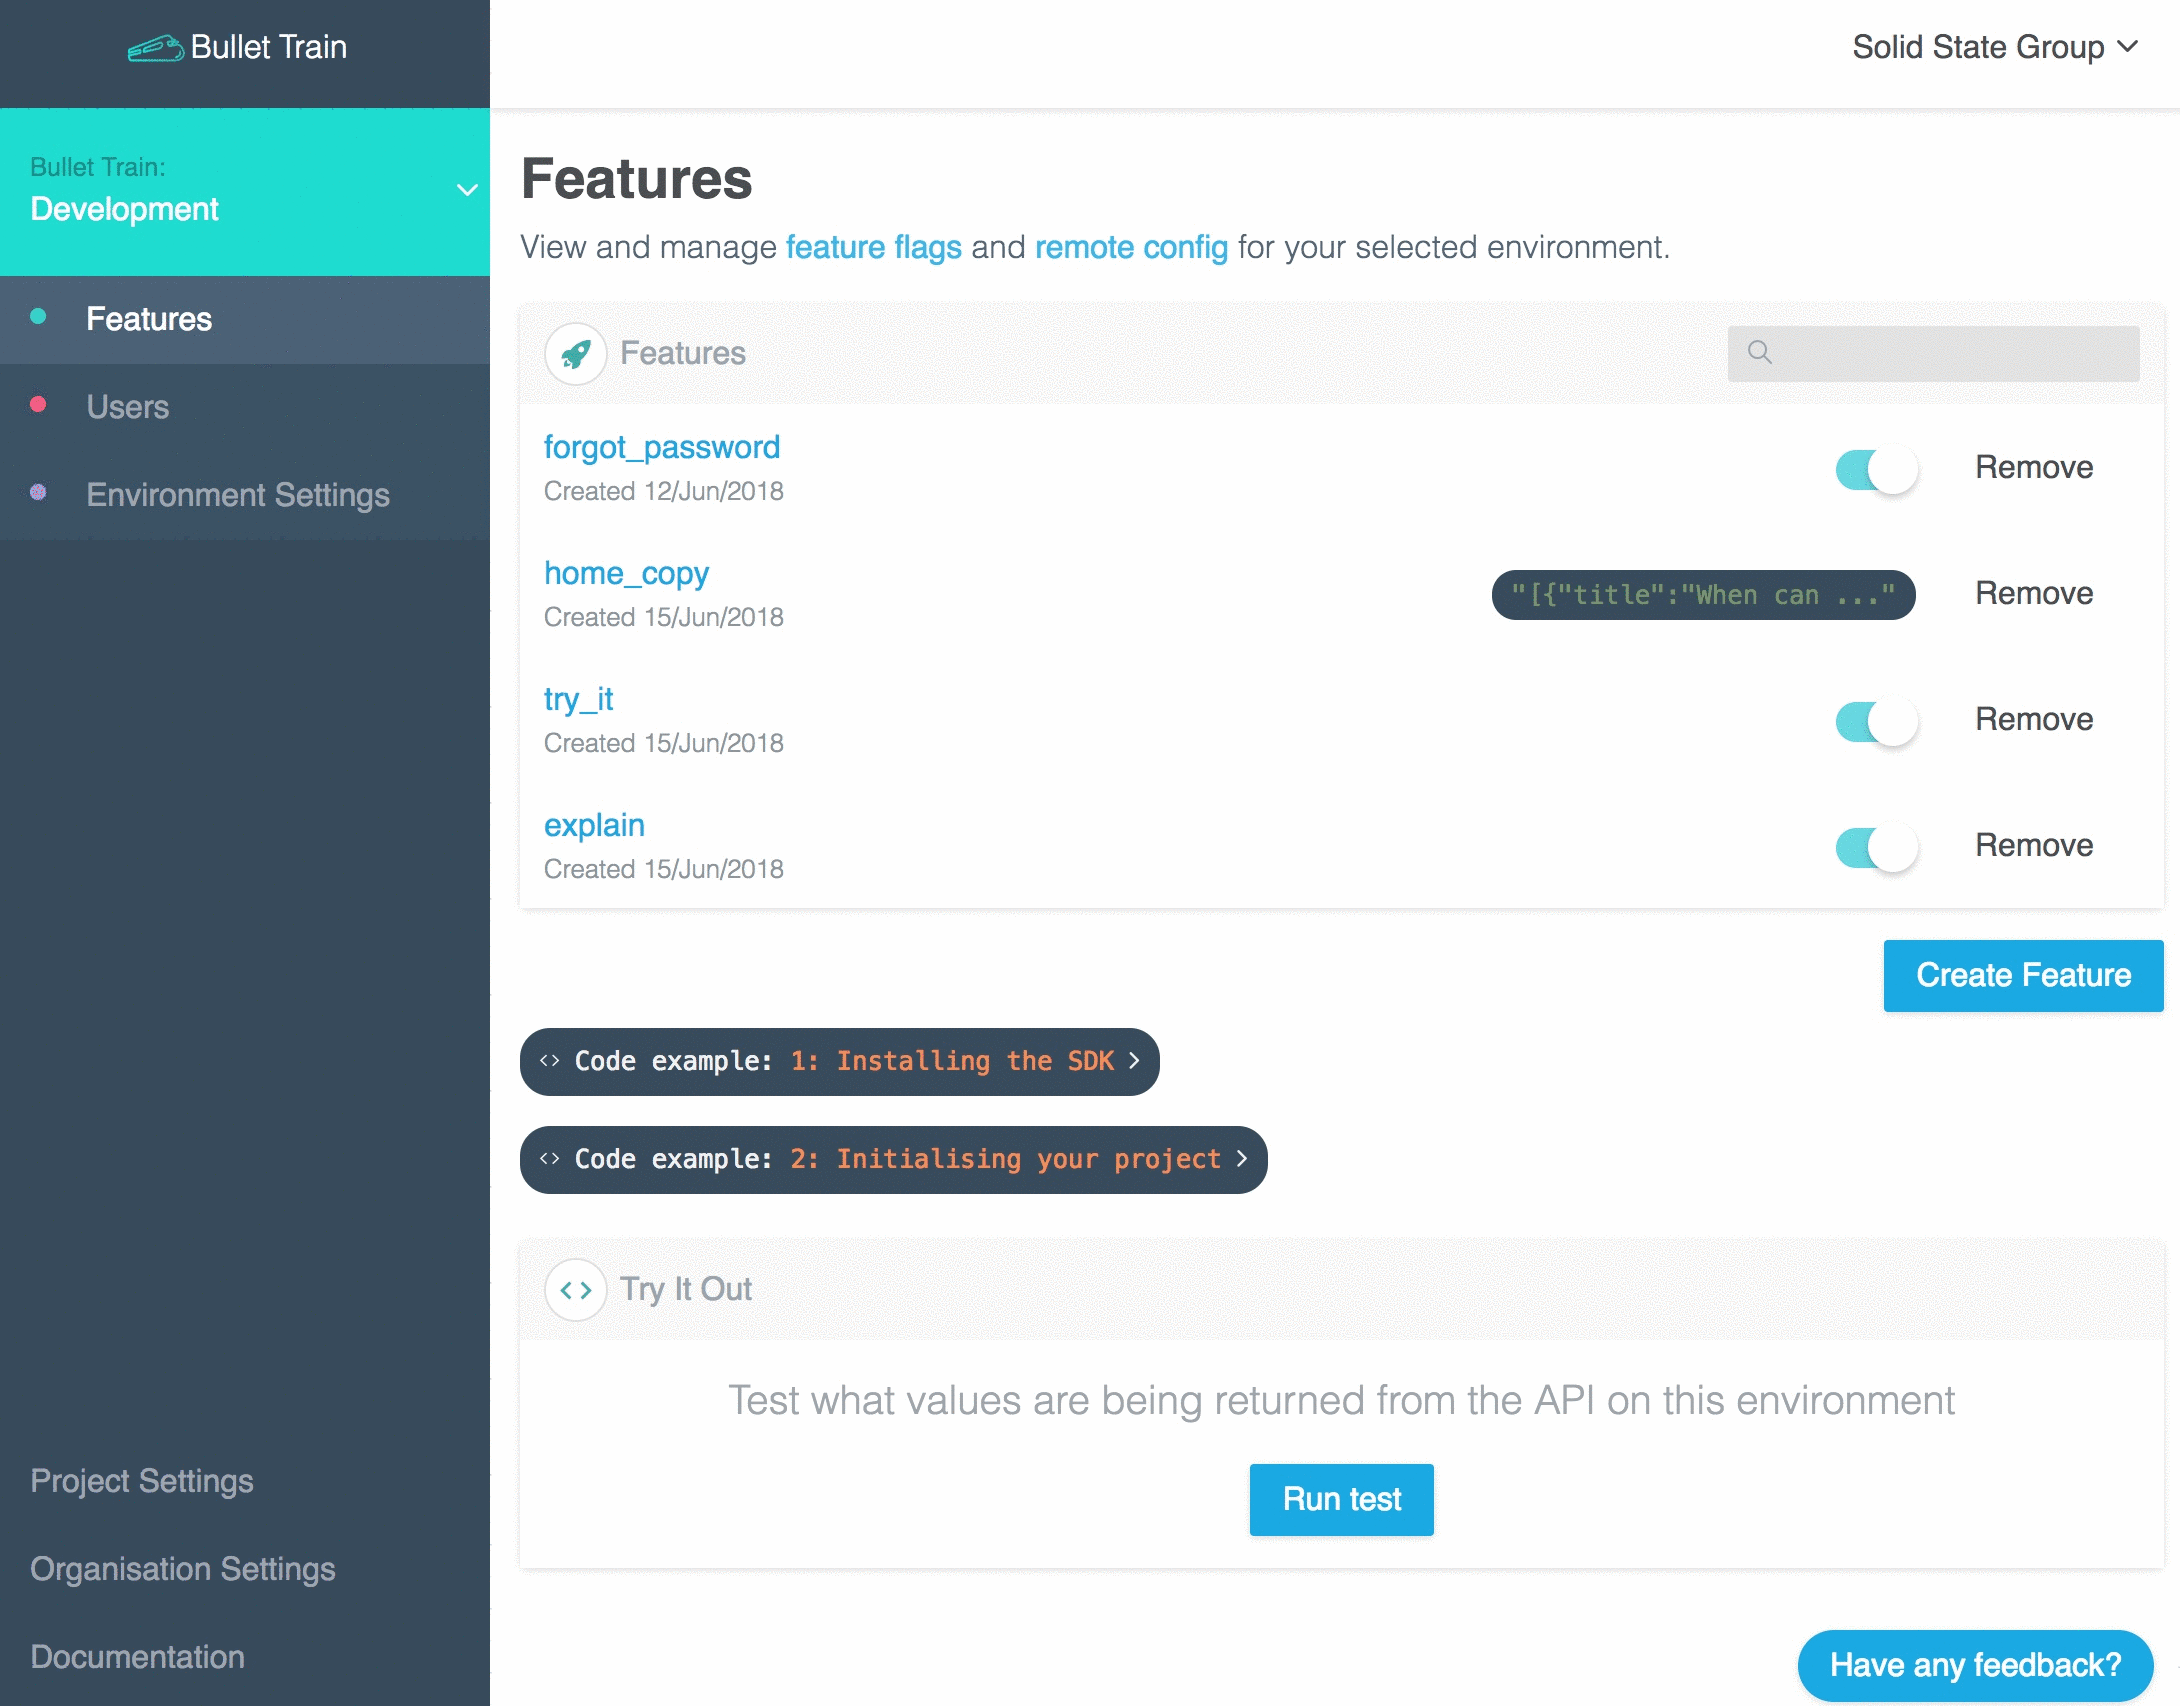 Bullet Train
Solid State Group
Bullet Train:
Development
Features
Users
Environment Settings
Project Settings
Organisation Settings
Documentation
Features
View and manage feature flags and remote config for your selected environment.
Features
forgot_password
Created 12/Jun/2018
Remove
home_copy
Created 15/Jun/2018
"[{"title":"When can ..."
Remove
try_it
Created 15/Jun/2018
Remove
explain
Created 15/Jun/2018
Remove
Create Feature
<> Code example: 1: Installing the SDK >
<> Code example: 2: Initialising your project >
<> Try It Out
Test what values are being returned from the API on this environment
Run test
Have any feedback?